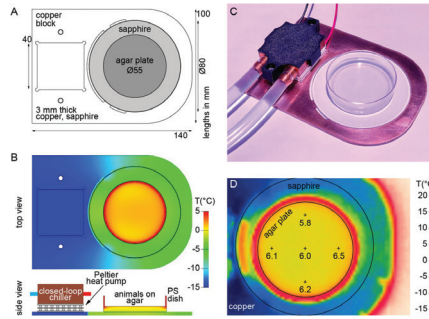 A
copper
block
100
sapphire
40
agar plate
Ø55
Ø80
lengths in mm
3 mm thick
copper, sapphire
140
B
T(°C)
5
0
-5
-10
-15
top view
Peltier
heat pump
side view
closed-loop
chiller
animals on
agar
PS
dish
C
D
sapphire
T(°C)
agar plate
5.8
6.1
6.0
6.5
6.2
copper
20
15
10
5
0
-5
-10
-15